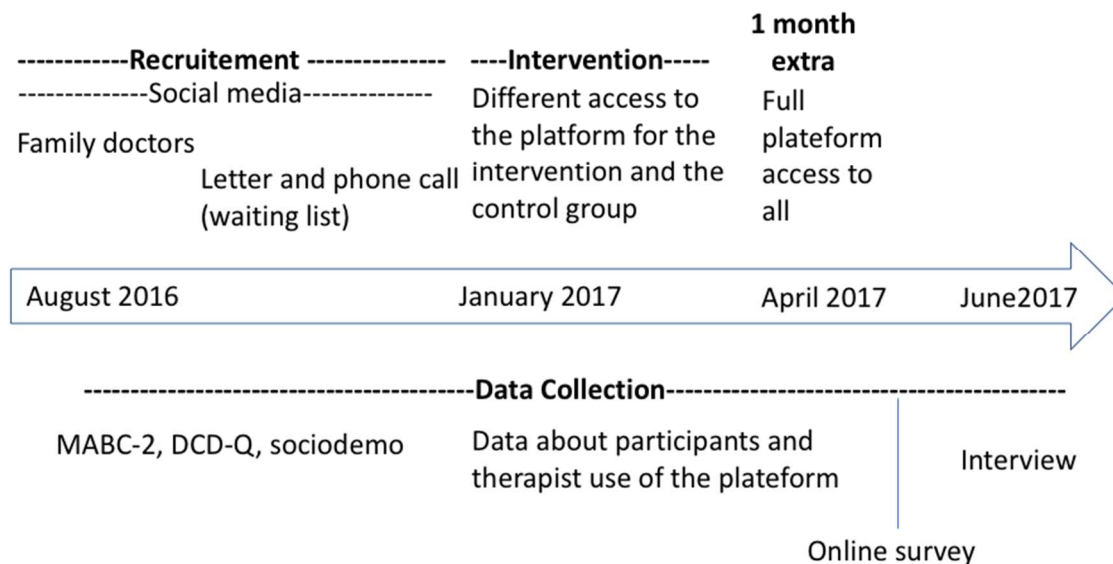 ------------Recruitement ---------------
--------------Social media--------------
Family doctors
Letter and phone call
(waiting list)
----Intervention-----
Different access to
the platform for the
intervention and the
control group
1 month
extra
Full
plateform
access to
all
August 2016
January 2017
April 2017
June2017
------------------------------------------Data Collection-------------------------------------------
MABC-2, DCD-Q, sociodemo
Data about participants and
therapist use of the plateform
Interview
Online survey